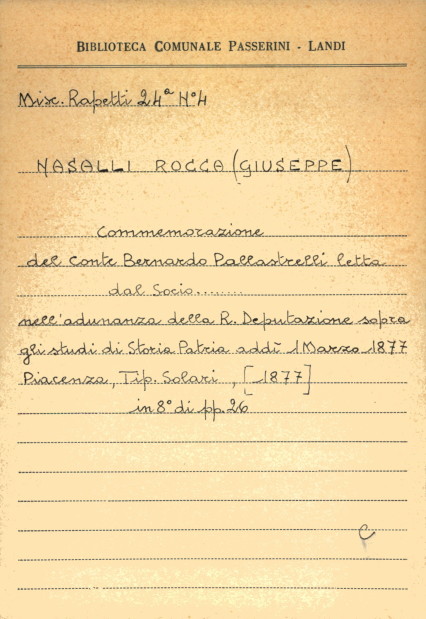 BIBLIOTECA COMUNALE PASSERINI - LANDI
Misc. Rapetti 24ª Nº4
NASALLI ROCCA (GIUSEPPE)
Commemorazione
del Conte Bernardo Pallastrelli letta
dal Socio........
nell'adunanza della R. Deputazione sopra
gli studi di Storia Patria addì 1 Marzo 1877
Piacenza, Tip. Solari, [1877]
in 8º di pp. 26
C